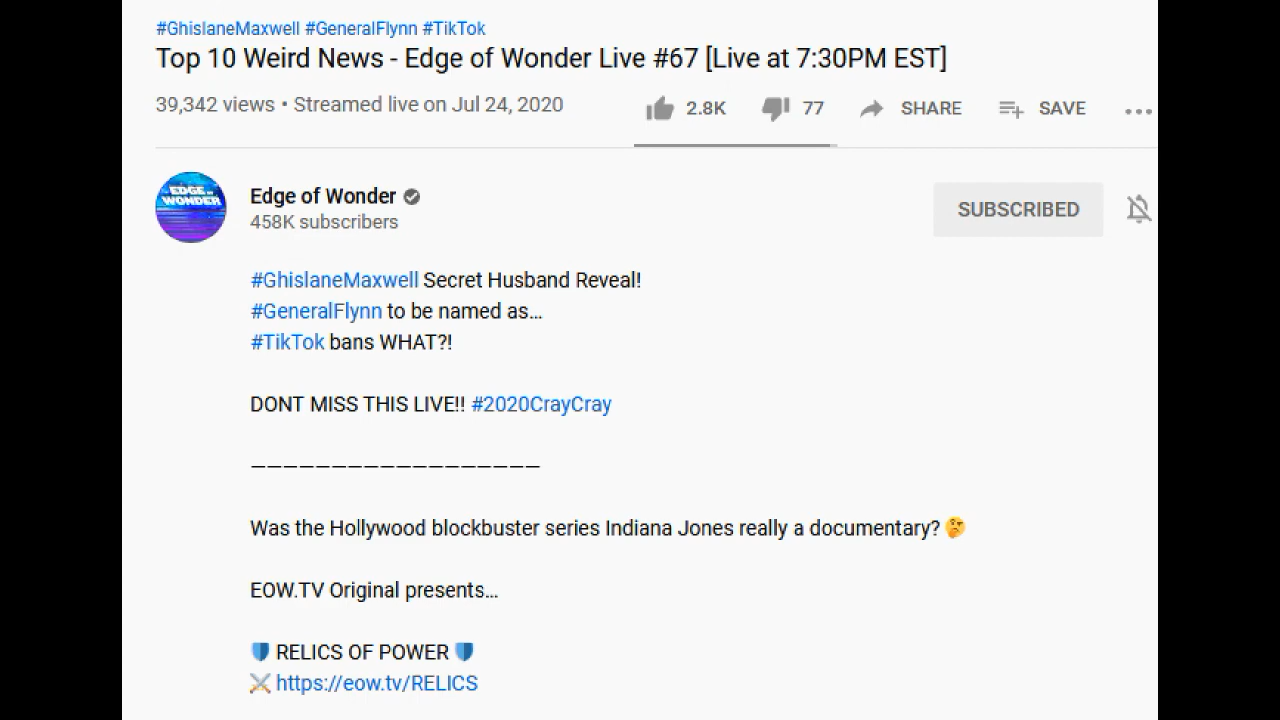 #GhislaneMaxwell #GeneralFlynn #TikTok
Top 10 Weird News - Edge of Wonder Live #67 [Live at 7:30PM EST]
39,342 views • Streamed live on Jul 24, 2020
2.8K 77 SHARE SAVE
EDGE OF WONDER
Edge of Wonder
458K subscribers
SUBSCRIBED
#GhislaneMaxwell Secret Husband Reveal!
#GeneralFlynn to be named as…
#TikTok bans WHAT?!
DONT MISS THIS LIVE!! #2020CrayCray
——————————————————
Was the Hollywood blockbuster series Indiana Jones really a documentary? 🤔
EOW.TV Original presents…
🛡 RELICS OF POWER 🛡
⚔ https://eow.tv/RELICS